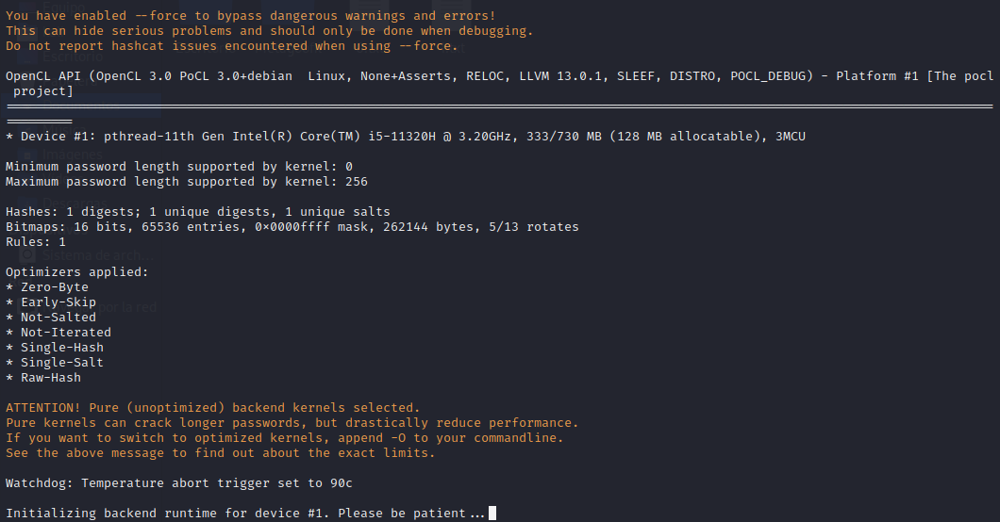 You have enabled --force to bypass dangerous warnings and errors!
This can hide serious problems and should only be done when debugging.
Do not report hashcat issues encountered when using --force.
OpenCL API (OpenCL 3.0 PoCL 3.0+debian  Linux, None+Asserts, RELOC, LLVM 13.0.1, SLEEF, DISTRO, POCL_DEBUG) - Platform #1 [The pocl
 project]
===================================================================================================================================
=========
* Device #1: pthread-11th Gen Intel(R) Core(TM) i5-11320H @ 3.20GHz, 333/730 MB (128 MB allocatable), 3MCU
Minimum password length supported by kernel: 0
Maximum password length supported by kernel: 256
Hashes: 1 digests; 1 unique digests, 1 unique salts
Bitmaps: 16 bits, 65536 entries, 0x0000ffff mask, 262144 bytes, 5/13 rotates
Rules: 1
Sistema de arch
Optimizers applied:
* Zero-Byte
* Early-Skip
por la red
* Not-Salted
* Not-Iterated
* Single-Hash
* Single-Salt
* Raw-Hash
ATTENTION! Pure (unoptimized) backend kernels selected.
Pure kernels can crack longer passwords, but drastically reduce performance.
If you want to switch to optimized kernels, append -O to your commandline.
See the above message to find out about the exact limits.
Watchdog: Temperature abort trigger set to 90c
Initializing backend runtime for device #1. Please be patient...